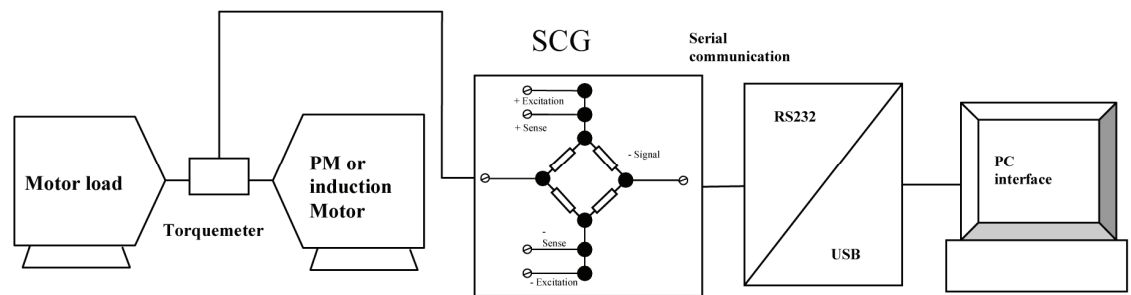 SCG
Serial
communication
+ Excitation
+ Sense
- Signal
-
Sense
- Excitation
Motor load
Torquemeter
PM or
induction
Motor
RS232
USB
PC
interface